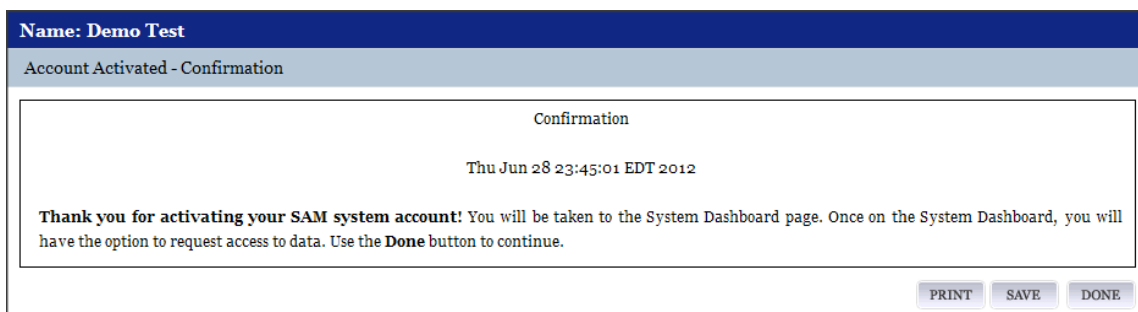 Name: Demo Test
Account Activated - Confirmation
Confirmation
Thu Jun 28 23:45:01 EDT 2012
Thank you for activating your SAM system account! You will be taken to the System Dashboard page. Once on the System Dashboard, you will
have the option to request access to data. Use the Done button to continue.
PRINT SAVE DONE